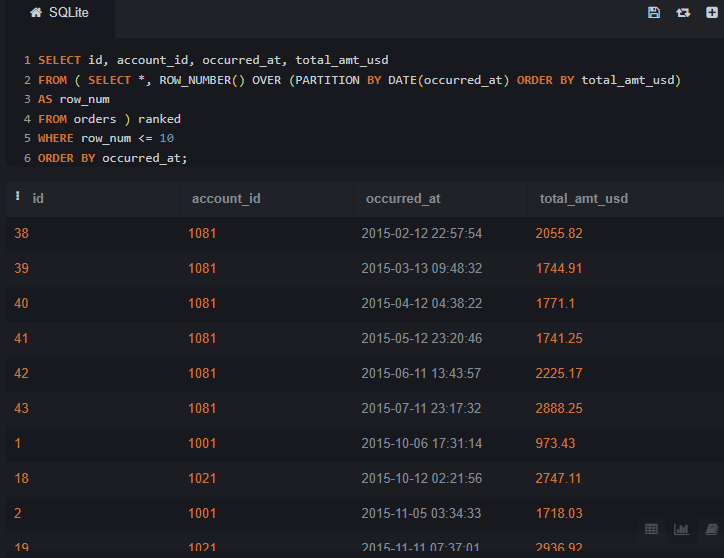 SQLite
1 SELECT id, account_id, occurred_at, total_amt_usd
2 FROM ( SELECT *, ROW_NUMBER() OVER (PARTITION BY DATE(occurred_at) ORDER BY total_amt_usd)
3 AS row_num
4 FROM orders ) ranked
5 WHERE row_num <= 10
6 ORDER BY occurred_at;
id account_id occurred_at total_amt_usd
38 1081 2015-02-12 22:57:54 2055.82
39 1081 2015-03-13 09:48:32 1744.91
40 1081 2015-04-12 04:38:22 1771.1
41 1081 2015-05-12 23:20:46 1741.25
42 1081 2015-06-11 13:43:57 2225.17
43 1081 2015-07-11 23:17:32 2888.25
1 1001 2015-10-06 17:31:14 973.43
18 1021 2015-10-12 02:21:56 2747.11
2 1001 2015-11-05 03:34:33 1718.03
19 1021 2015-11-11 07:37:01 2936.92